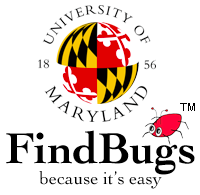 UNIVERSITY OF
18 56
MARYLAND
TM
FindBugs
because it's easy